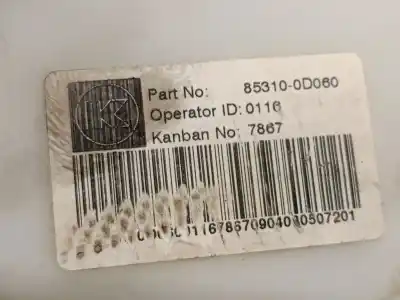 Part No: 85310-0D060
Operator ID: 0116
Kanban No: 7867